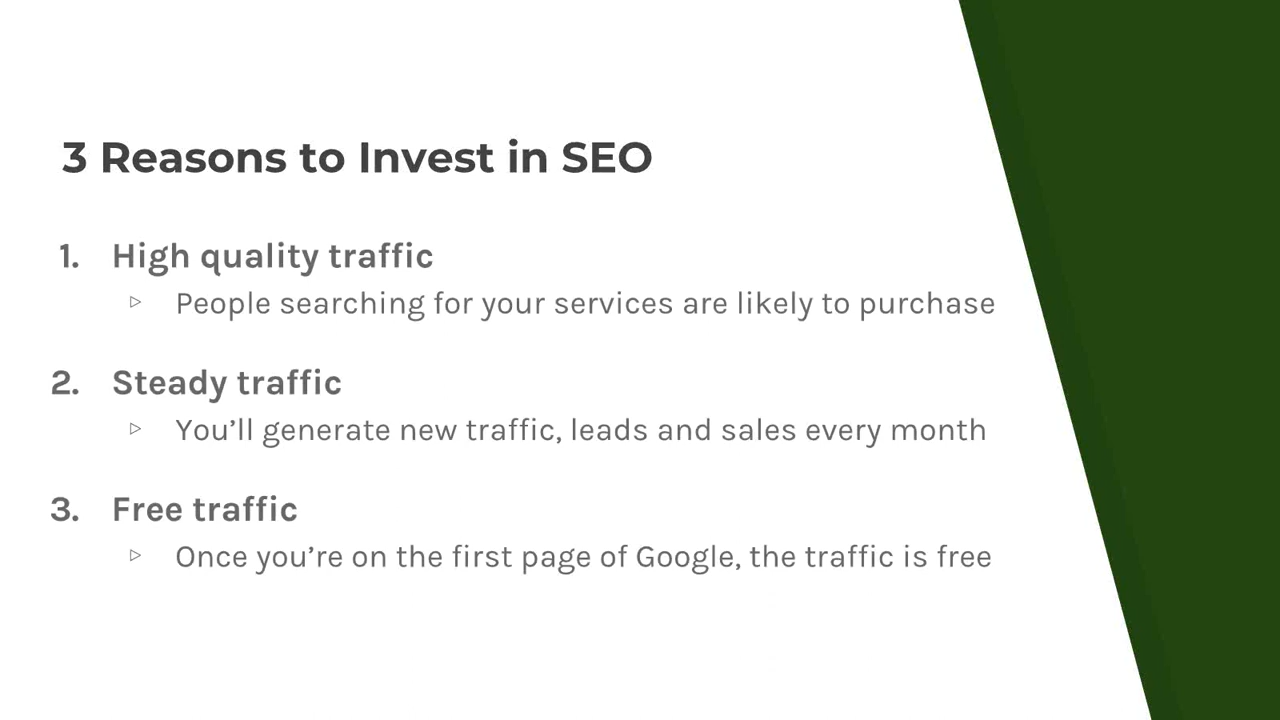 3 Reasons to Invest in SEO
1. High quality traffic
▷ People searching for your services are likely to purchase
2. Steady traffic
▷ You’ll generate new traffic, leads and sales every month
3. Free traffic
▷ Once you’re on the first page of Google, the traffic is free